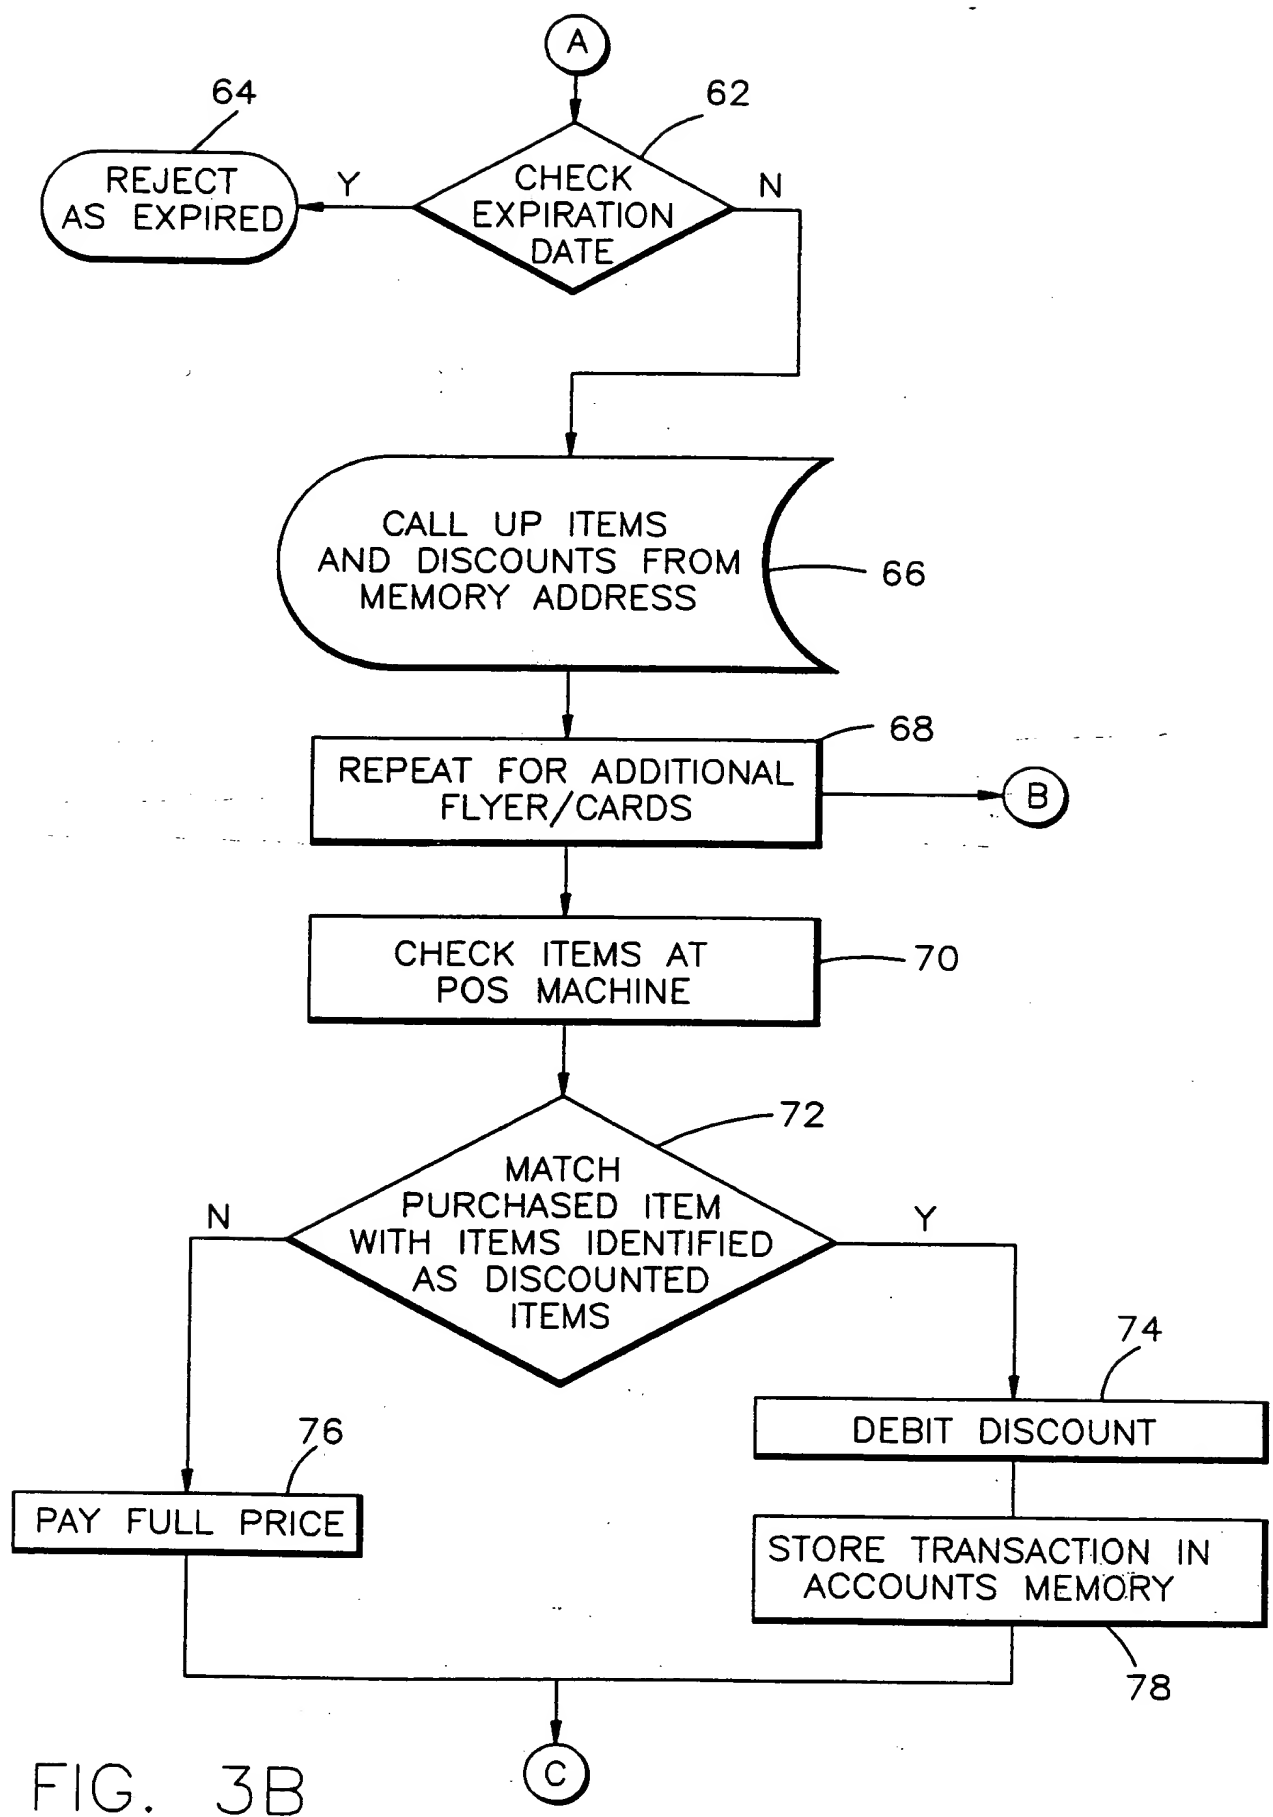 A
64
62
REJECT
AS EXPIRED
Y
CHECK
EXPIRATION
DATE
N
CALL UP ITEMS
AND DISCOUNTS FROM
MEMORY ADDRESS
66
68
REPEAT FOR ADDITIONAL
FLYER/CARDS
B
CHECK ITEMS AT
POS MACHINE
70
72
MATCH
PURCHASED ITEM
WITH ITEMS IDENTIFIED
AS DISCOUNTED
ITEMS
N
Y
74
DEBIT DISCOUNT
76
PAY FULL PRICE
STORE TRANSACTION IN
ACCOUNTS MEMORY
78
C
FIG. 3B